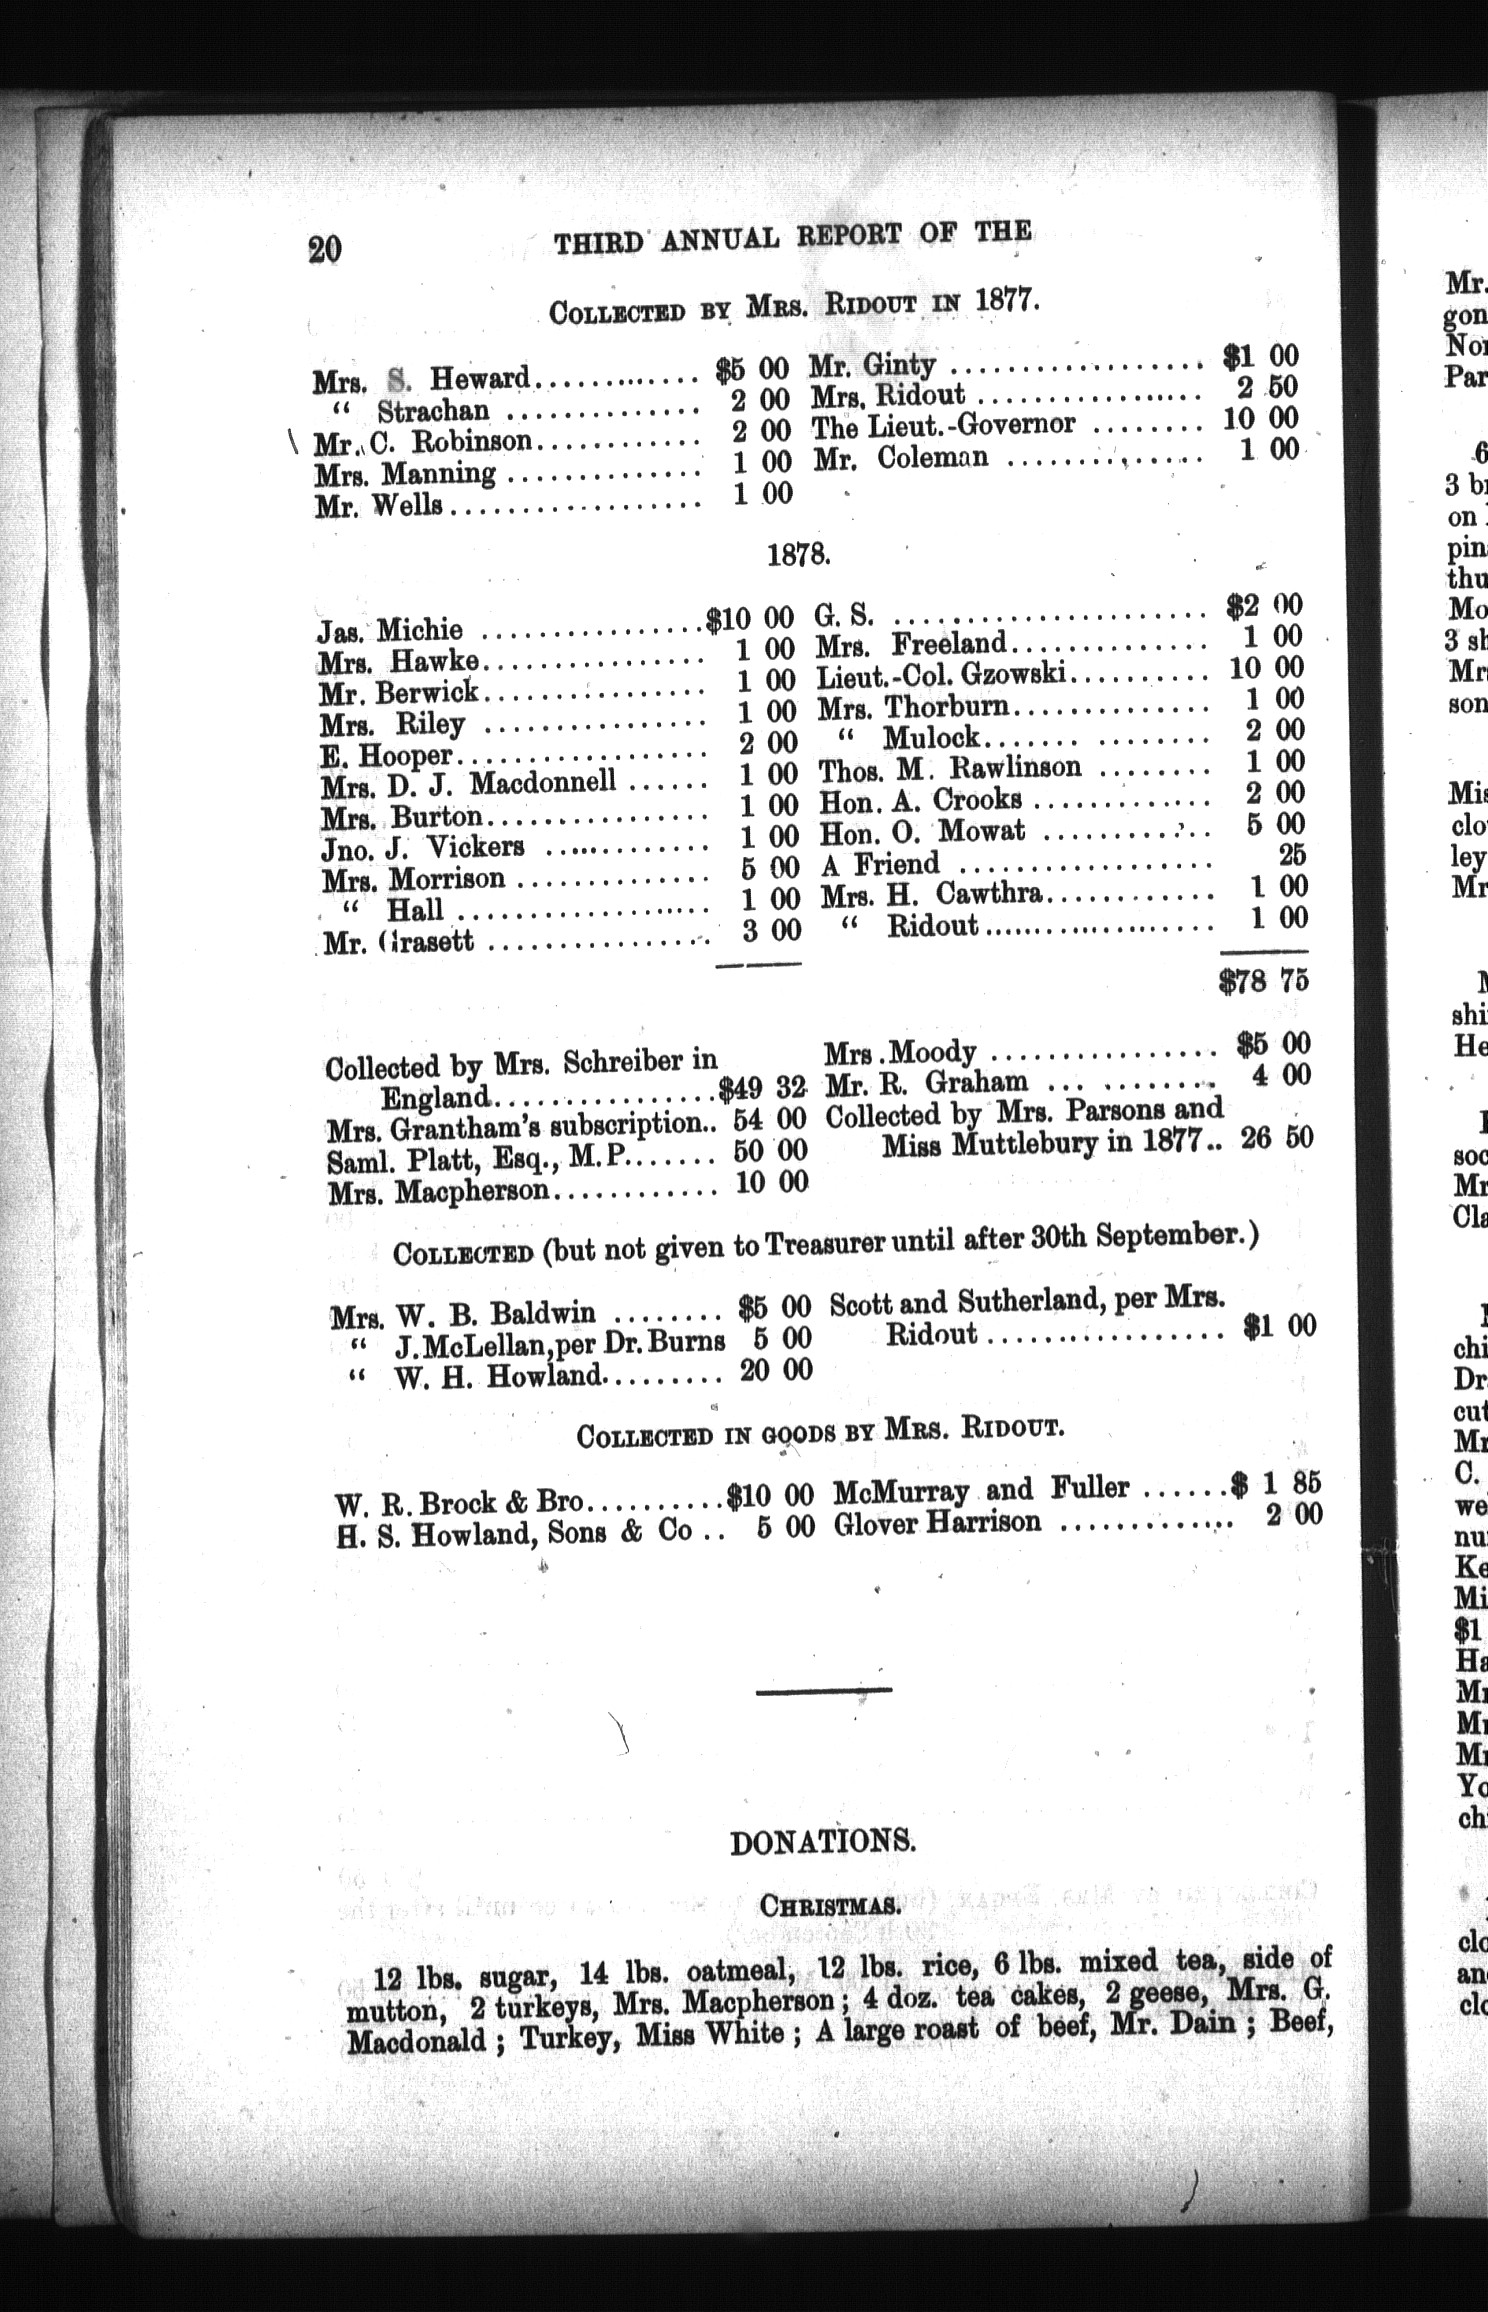 20 THIRD ANNUAL REPORT OF THE
COLLECTED BY MRS. RIDOUT IN 1877.
Mrs. S. Heward............ $5 00
" Strachan .............. 2 00
Mr. C. Robinson............ 2 00
Mrs. Manning .............. 1 00
Mr. Wells.................. 1 00
Mr. Ginty .................. $1 00
Mrs. Ridout ................ 2 50
The Lieut.-Governor ........ 10 00
Mr. Coleman .............. 1 00
1878.
Jas. Michie ................$10 00
Mrs. Hawke................ 1 00
Mr. Berwick................ 1 00
Mrs. Riley ................ 1 00
E. Hooper.................. 2 00
Mrs. D. J. Macdonnell ...... 1 00
Mrs. Burton................ 1 00
Jno. J. Vickers ............ 1 00
Mrs. Morrison .............. 5 00
" Hall .................. 1 00
Mr. Grasett ................ 3 00
G. S. ...................... $2 00
Mrs. Freeland.............. 1 00
Lieut.-Col. Gzowski.......... 10 00
Mrs. Thorburn.............. 1 00
" Mulock....... ........ 2 00
Thos. M. Rawlinson ........ 1 00
Hon. A. Crooks ............. 2 00
Hon. O. Mowat ............ 5 00
A Friend .................. 25
Mrs. H. Cawthra............ 1 00
" Ridout.................. 1 00
$78 75
Collected by Mrs. Schreiber in
England................$49 32
Mrs. Grantham's subscription.. 54 00
Saml. Platt, Esq., M.P....... 50 00
Mrs. Macpherson............ 10 00
Mrs. Moody ................ $5 00
Mr. R. Graham ... ........ 4 00
Collected by Mrs. Parsons and
Miss Muttlebury in 1877.. 26 50
COLLECTED (but not given to Treasurer until after 30th September.)
Mrs. W. B. Baldwin ........ $5 00
" J. McLellan, per Dr. Burns 5 00
" W. H. Howland......... 20 00
Scott and Sutherland, per Mrs.
Ridout................. $1 00
COLLECTED IN GOODS BY MRS. RIDOUT.
W. R. Brock & Bro..........$10 00
H. S. Howland, Sons & Co .. 5 00
McMurray and Fuller ......$ 1 85
Glover Harrison ............. 2 00
DONATIONS.
CHRISTMAS.
12 lbs. sugar, 14 lbs. oatmeal, 12 lbs. rice, 6 lbs. mixed tea, side of
mutton, 2 turkeys, Mrs. Macpherson; 4 doz. tea cakes, 2 geese, Mrs. G.
Macdonald; Turkey, Miss White; A large roast of beef, Mr. Dain; Beef,